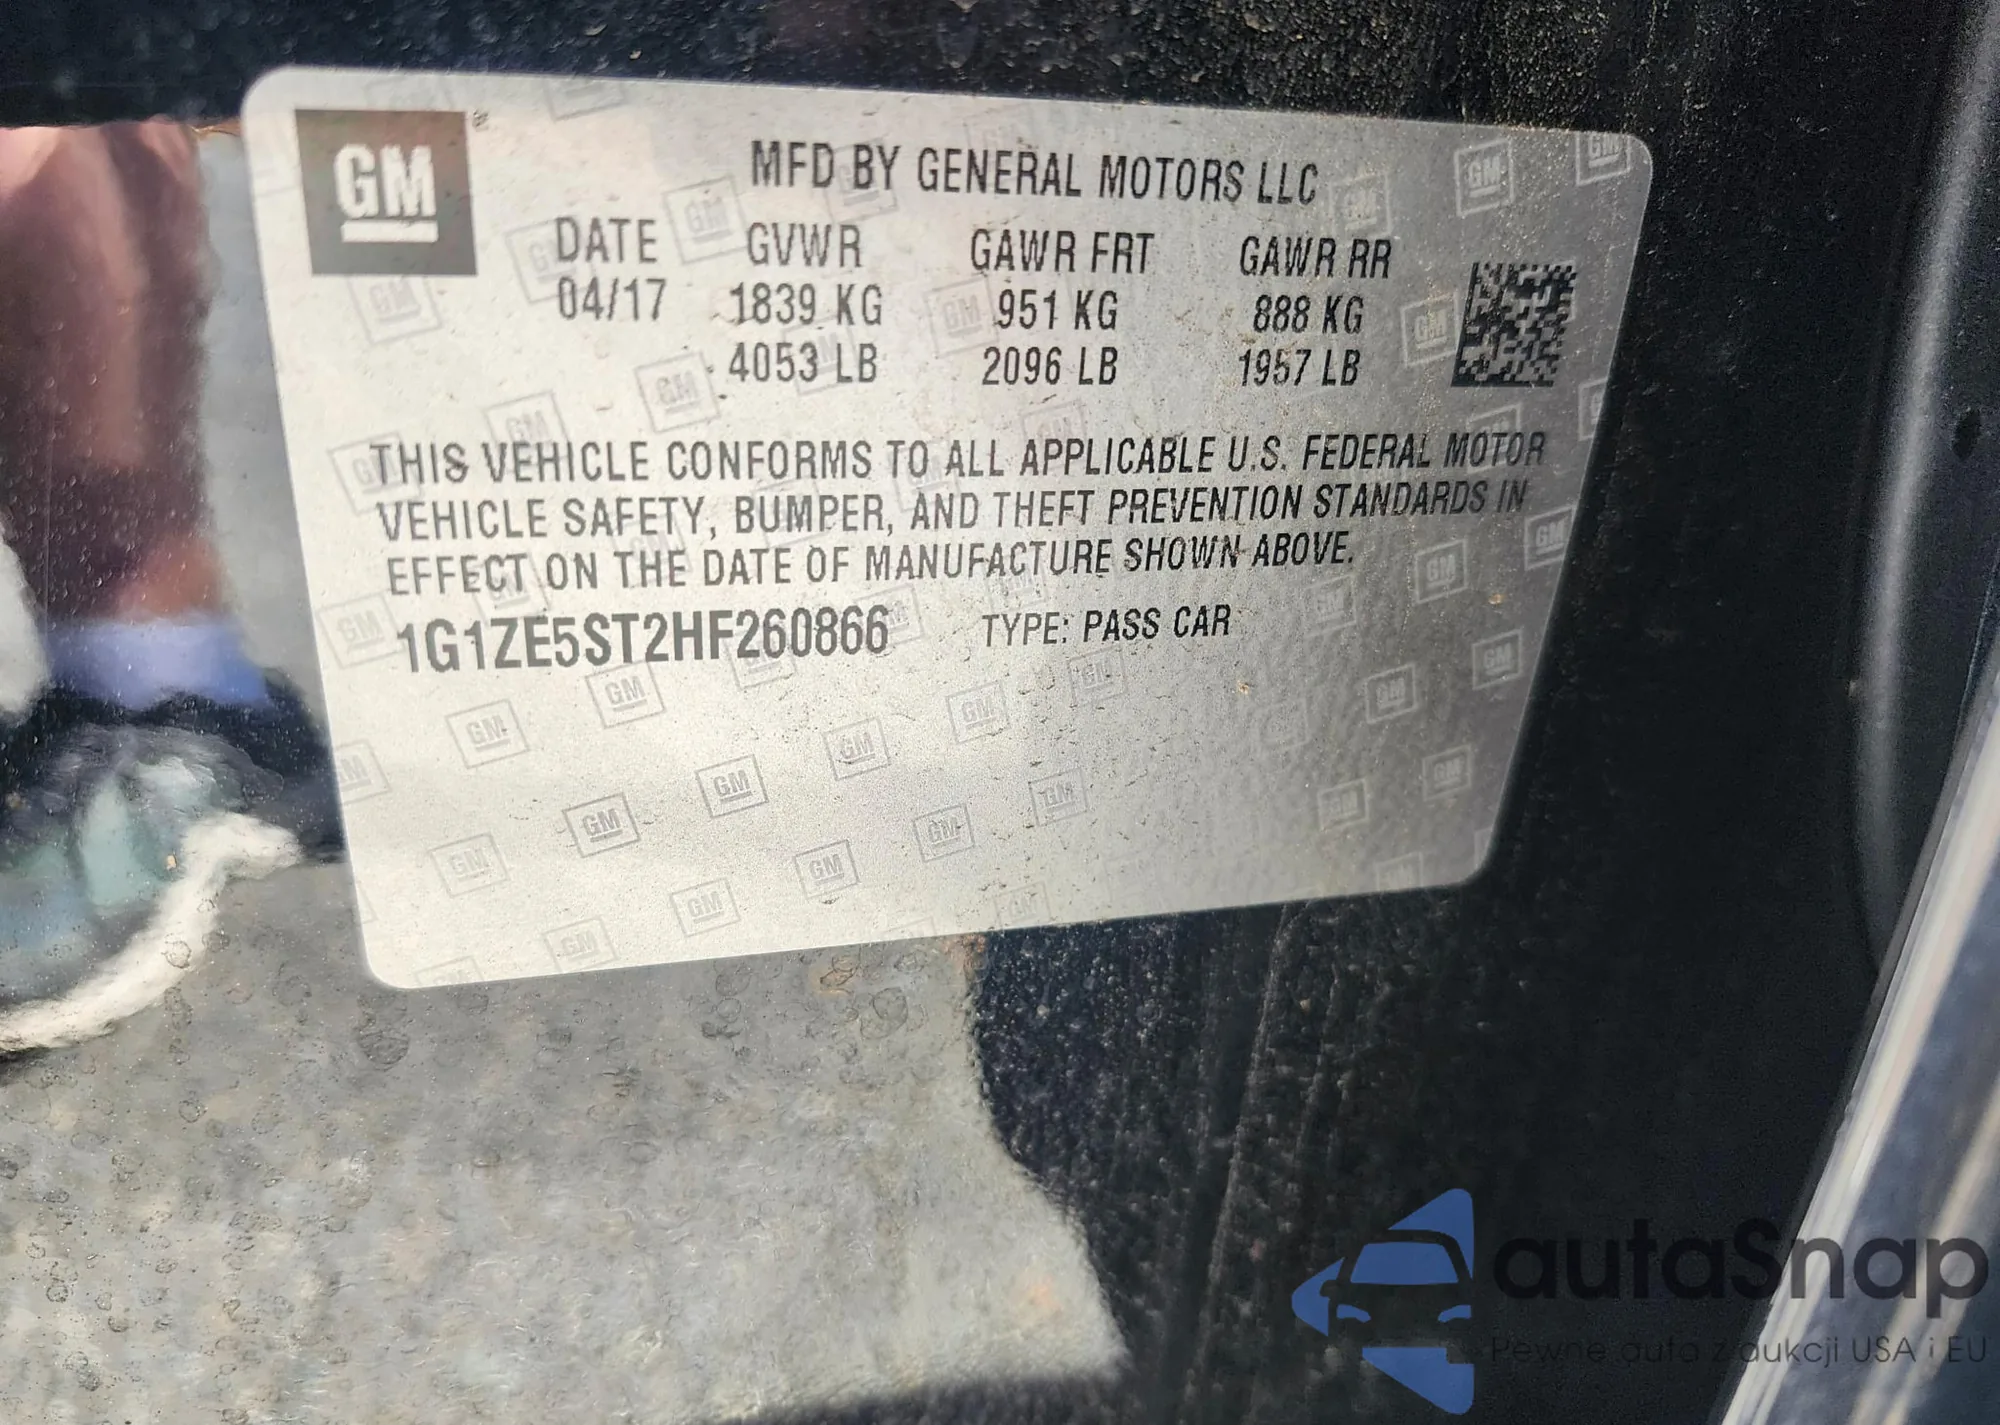 GM
MFD BY GENERAL MOTORS LLC
DATE GVWR GAWR FRT GAWR RR
04/17 1839 KG 951 KG 888 KG
4053 LB 2096 LB 1957 LB
THIS VEHICLE CONFORMS TO ALL APPLICABLE U.S. FEDERAL MOTOR
VEHICLE SAFETY, BUMPER, AND THEFT PREVENTION STANDARDS IN
EFFECT ON THE DATE OF MANUFACTURE SHOWN ABOVE.
1G1ZE5ST2HF260866 TYPE: PASS CAR
autaSnap
Pewne auta z aukcji USA i EU